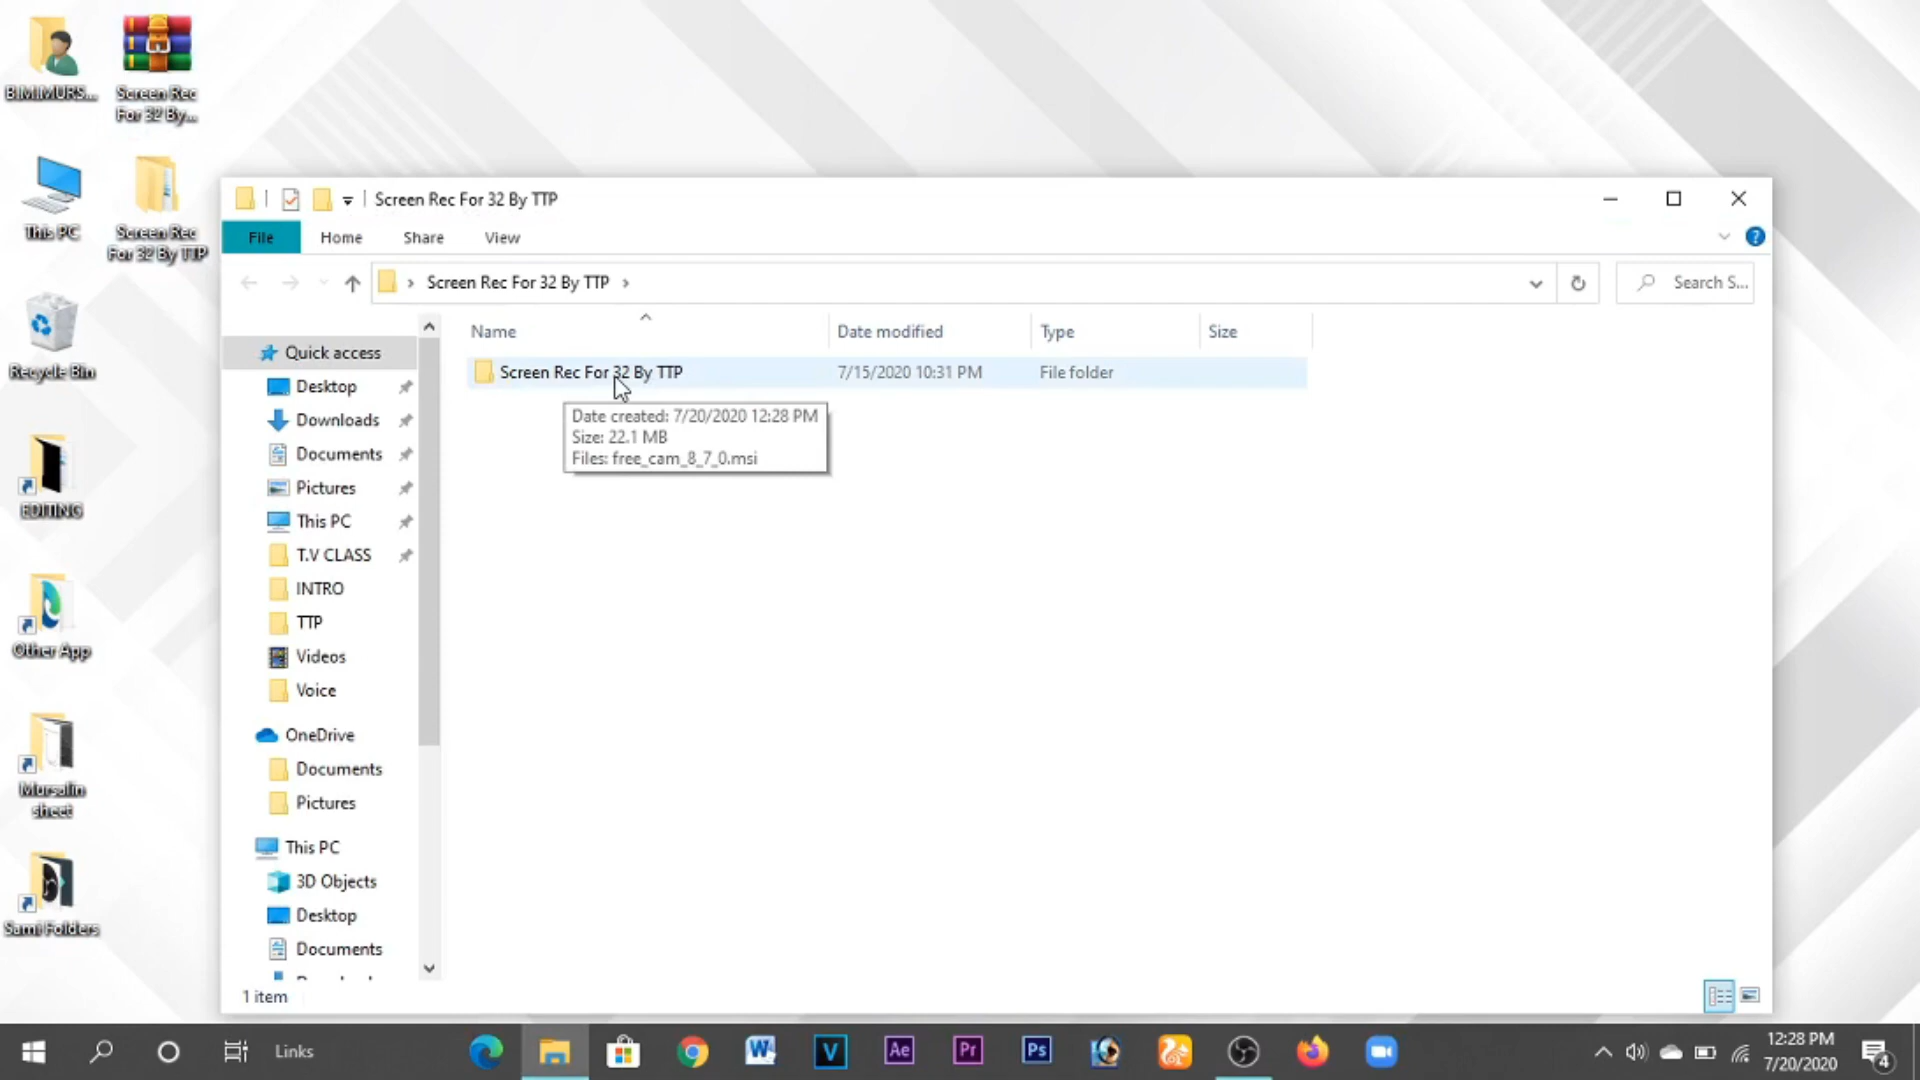 B.M.MURS...
Screen Rec
For 32 By...
This PC
Screen Rec
For 32 By TTP
Recycle Bin
EDITING
Other App
Mursalin
sheet
Sami Folders
Screen Rec For 32 By TTP
File
Home
Share
View
Screen Rec For 32 By TTP
Search S...
Name
Date modified
Type
Size
Screen Rec For 32 By TTP
7/15/2020 10:31 PM
File folder
Date created: 7/20/2020 12:28 PM
Size: 22.1 MB
Files: free_cam_8_7_0.msi
Quick access
Desktop
Downloads
Documents
Pictures
This PC
T.V CLASS
INTRO
TTP
Videos
Voice
OneDrive
Documents
Pictures
This PC
3D Objects
Desktop
Documents
1 item
Links
W
V
Ae
Pr
Ps
12:28 PM
7/20/2020
4